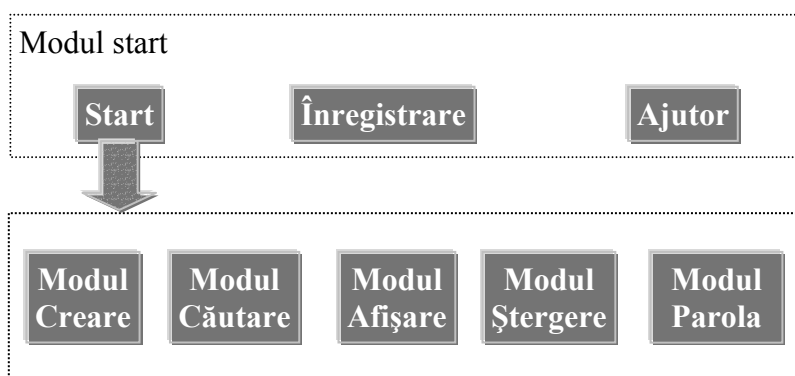 Modul start
Start
Înregistrare
Ajutor
Modul
Creare
Modul
Căutare
Modul
Afişare
Modul
Ştergere
Modul
Parola